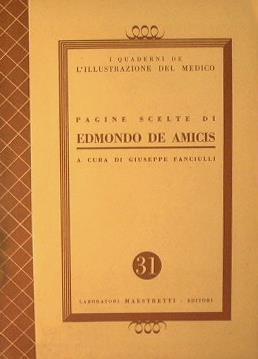 I QUADERNI DE
L'ILLUSTRAZIONE DEL MEDICO
PAGINE SCELTE DI
EDMONDO DE AMICIS
A CURA DI GIUSEPPE FANCIULLI
31
LABORATORI MAESTRETTI - EDITORI